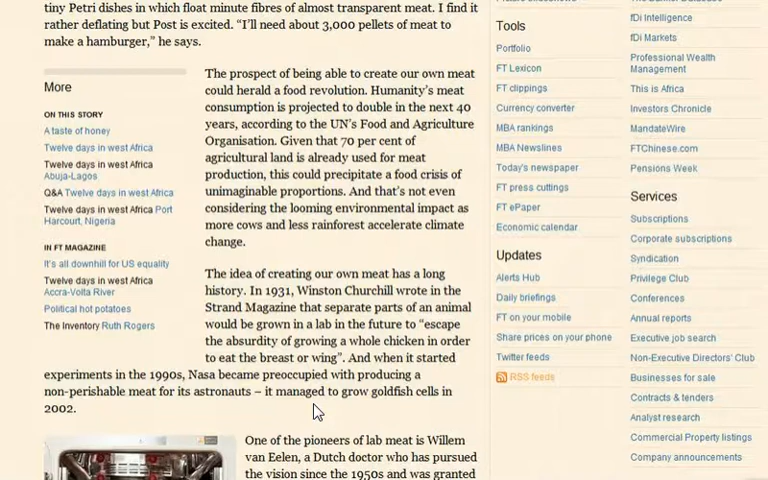 tiny Petri dishes in which float minute fibres of almost transparent meat. I find it
rather deflating but Post is excited. “I’ll need about 3,000 pellets of meat to
make a hamburger,” he says.
More
ON THIS STORY
A taste of honey
Twelve days in west Africa
Twelve days in west Africa
Abuja-Lagos
Q&A Twelve days in west Africa
Twelve days in west Africa Port
Harcourt, Nigeria
IN FT MAGAZINE
It's all downhill for US equality
Twelve days in west Africa
Accra-Volta River
Political hot potatoes
The Inventory Ruth Rogers
The prospect of being able to create our own meat
could herald a food revolution. Humanity’s meat
consumption is projected to double in the next 40
years, according to the UN’s Food and Agriculture
Organisation. Given that 70 per cent of
agricultural land is already used for meat
production, this could precipitate a food crisis of
unimaginable proportions. And that’s not even
considering the looming environmental impact as
more cows and less rainforest accelerate climate
change.
The idea of creating our own meat has a long
history. In 1931, Winston Churchill wrote in the
Strand Magazine that separate parts of an animal
would be grown in a lab in the future to “escape
the absurdity of growing a whole chicken in order
to eat the breast or wing”. And when it started
experiments in the 1990s, Nasa became preoccupied with producing a
non-perishable meat for its astronauts – it managed to grow goldfish cells in
2002.
One of the pioneers of lab meat is Willem
van Eelen, a Dutch doctor who has pursued
the vision since the 1950s and was granted
Tools
Portfolio
FT Lexicon
FT clippings
Currency converter
MBA rankings
MBA Newslines
Today's newspaper
FT press cuttings
FT ePaper
Economic calendar
Updates
Alerts Hub
Daily briefings
FT on your mobile
Share prices on your phone
Twitter feeds
RSS feeds
fDi Intelligence
fDi Markets
Professional Wealth
Management
This is Africa
Investors Chronicle
MandateWire
FTChinese.com
Pensions Week
Services
Subscriptions
Corporate subscriptions
Syndication
Privilege Club
Conferences
Annual reports
Executive job search
Non-Executive Directors' Club
Businesses for sale
Contracts & tenders
Analyst research
Commercial Property listings
Company announcements